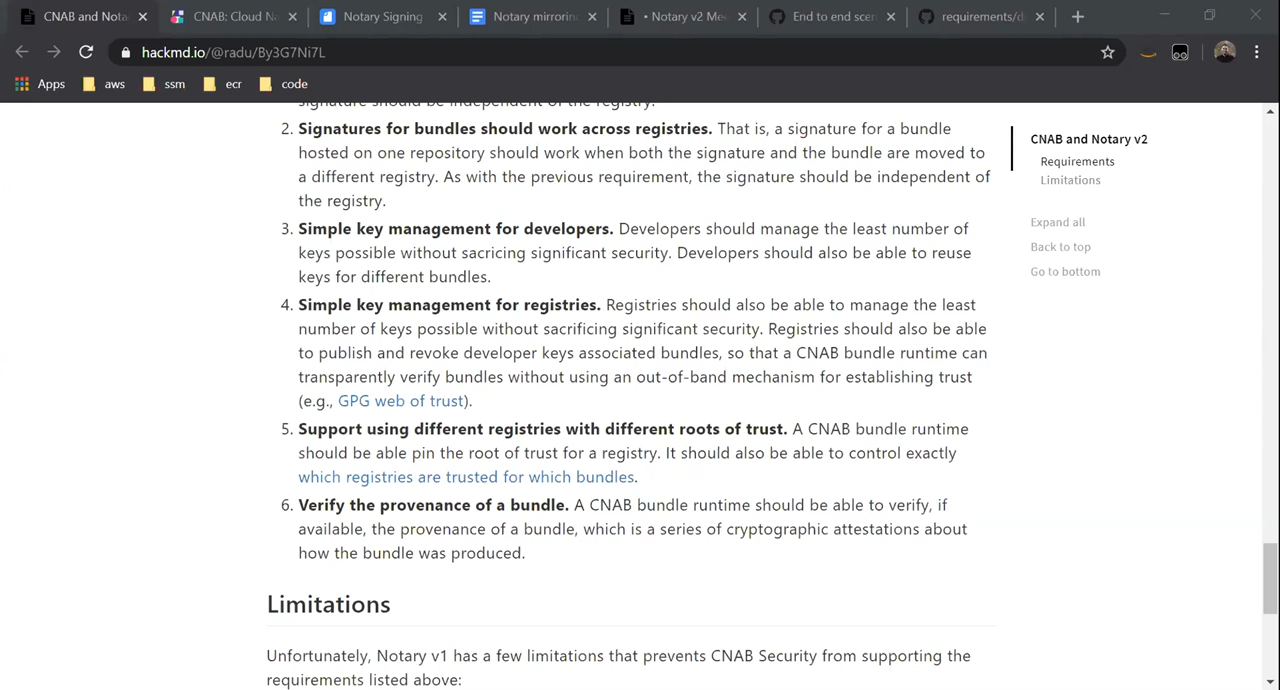 CNAB and Nota
CNAB: Cloud N
Notary Signing
Notary mirrorin
• Notary v2 Me
End to end scen
requirements/di
hackmd.io/@radu/By3G7Ni7L
Apps
aws
ssm
ecr
code
signature should be independent of the registry.
2. Signatures for bundles should work across registries. That is, a signature for a bundle
hosted on one repository should work when both the signature and the bundle are moved to
a different registry. As with the previous requirement, the signature should be independent of
the registry.
3. Simple key management for developers. Developers should manage the least number of
keys possible without sacricing significant security. Developers should also be able to reuse
keys for different bundles.
4. Simple key management for registries. Registries should also be able to manage the least
number of keys possible without sacrificing significant security. Registries should also be able
to publish and revoke developer keys associated bundles, so that a CNAB bundle runtime can
transparently verify bundles without using an out-of-band mechanism for establishing trust
(e.g., GPG web of trust).
5. Support using different registries with different roots of trust. A CNAB bundle runtime
should be able pin the root of trust for a registry. It should also be able to control exactly
which registries are trusted for which bundles.
6. Verify the provenance of a bundle. A CNAB bundle runtime should be able to verify, if
available, the provenance of a bundle, which is a series of cryptographic attestations about
how the bundle was produced.
Limitations
Unfortunately, Notary v1 has a few limitations that prevents CNAB Security from supporting the
requirements listed above:
CNAB and Notary v2
Requirements
Limitations
Expand all
Back to top
Go to bottom